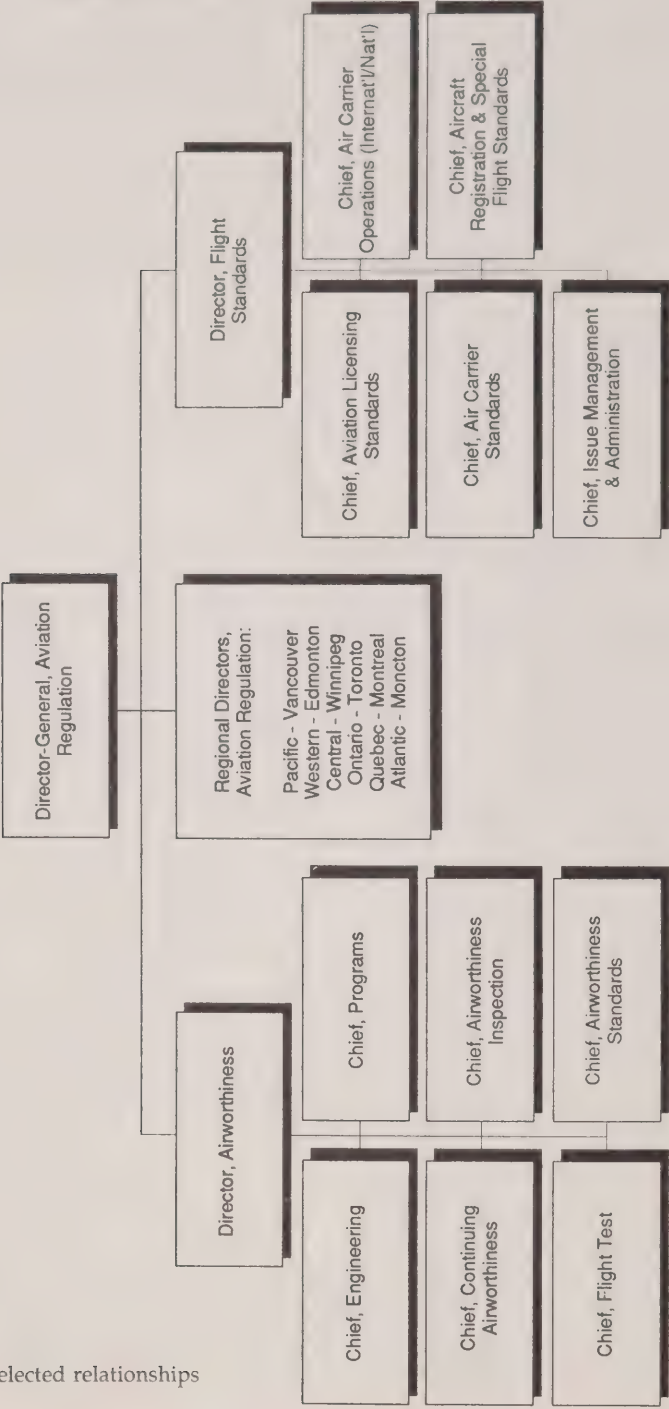 Director-General, Aviation
Regulation
Director, Airworthiness
Regional Directors,
Aviation Regulation:
Pacific - Vancouver
Western - Edmonton
Central - Winnipeg
Ontario - Toronto
Quebec - Montreal
Atlantic - Moncton
Director, Flight
Standards
Chief, Engineering
Chief, Programs
Chief, Continuing
Airworthiness
Chief, Airworthiness
Inspection
Chief, Flight Test
Chief, Airworthiness
Standards
Chief, Aviation Licensing
Standards
Chief, Air Carrier
Operations (Internat'l/Nat'l)
Chief, Air Carrier
Standards
Chief, Aircraft
Registration & Special
Flight Standards
Chief, Issue Management
& Administration
elected relationships